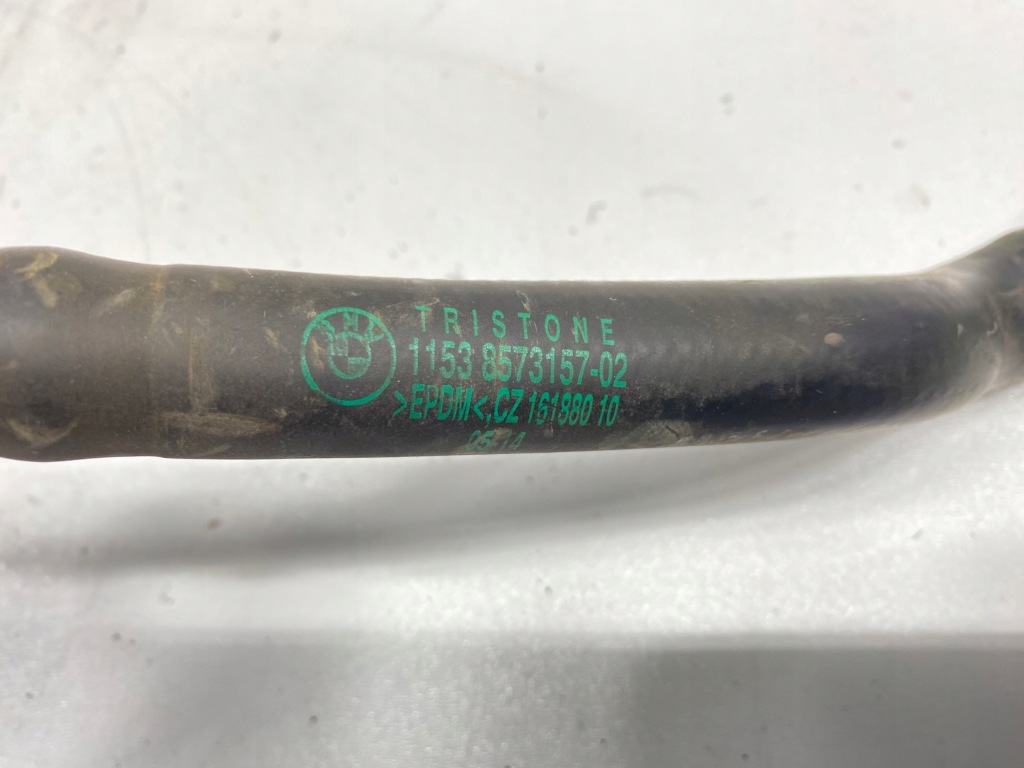 TRISTONE
1153 8573157-02
>EPDM<,CZ 161880 10